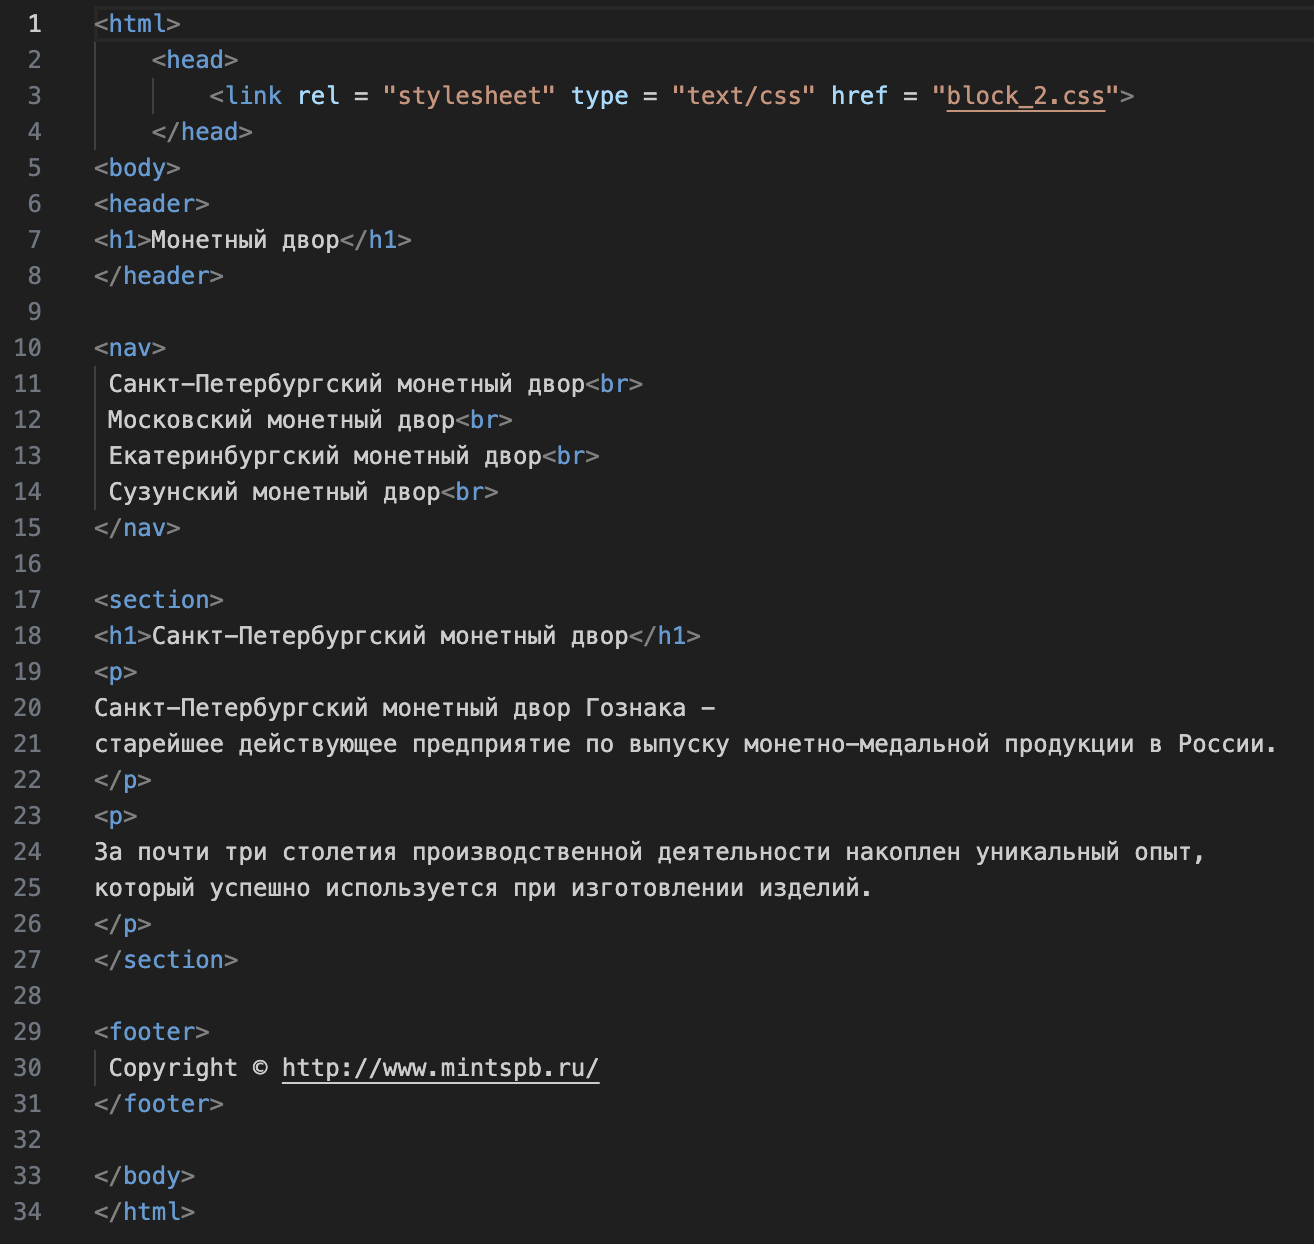 1 <html>
2 <head>
3 <link rel = "stylesheet" type = "text/css" href = "block_2.css">
4 </head>
5 <body>
6 <header>
7 <h1>Монетный двор</h1>
8 </header>
9
10 <nav>
11 Санкт-Петербургский монетный двор<br>
12 Московский монетный двор<br>
13 Екатеринбургский монетный двор<br>
14 Сузунский монетный двор<br>
15 </nav>
16
17 <section>
18 <h1>Санкт-Петербургский монетный двор</h1>
19 <p>
20 Санкт-Петербургский монетный двор Гознака -
21 старейшее действующее предприятие по выпуску монетно-медальной продукции в России.
22 </p>
23 <p>
24 За почти три столетия производственной деятельности накоплен уникальный опыт,
25 который успешно используется при изготовлении изделий.
26 </p>
27 </section>
28
29 <footer>
30 Copyright © http://www.mintspb.ru/
31 </footer>
32
33 </body>
34 </html>